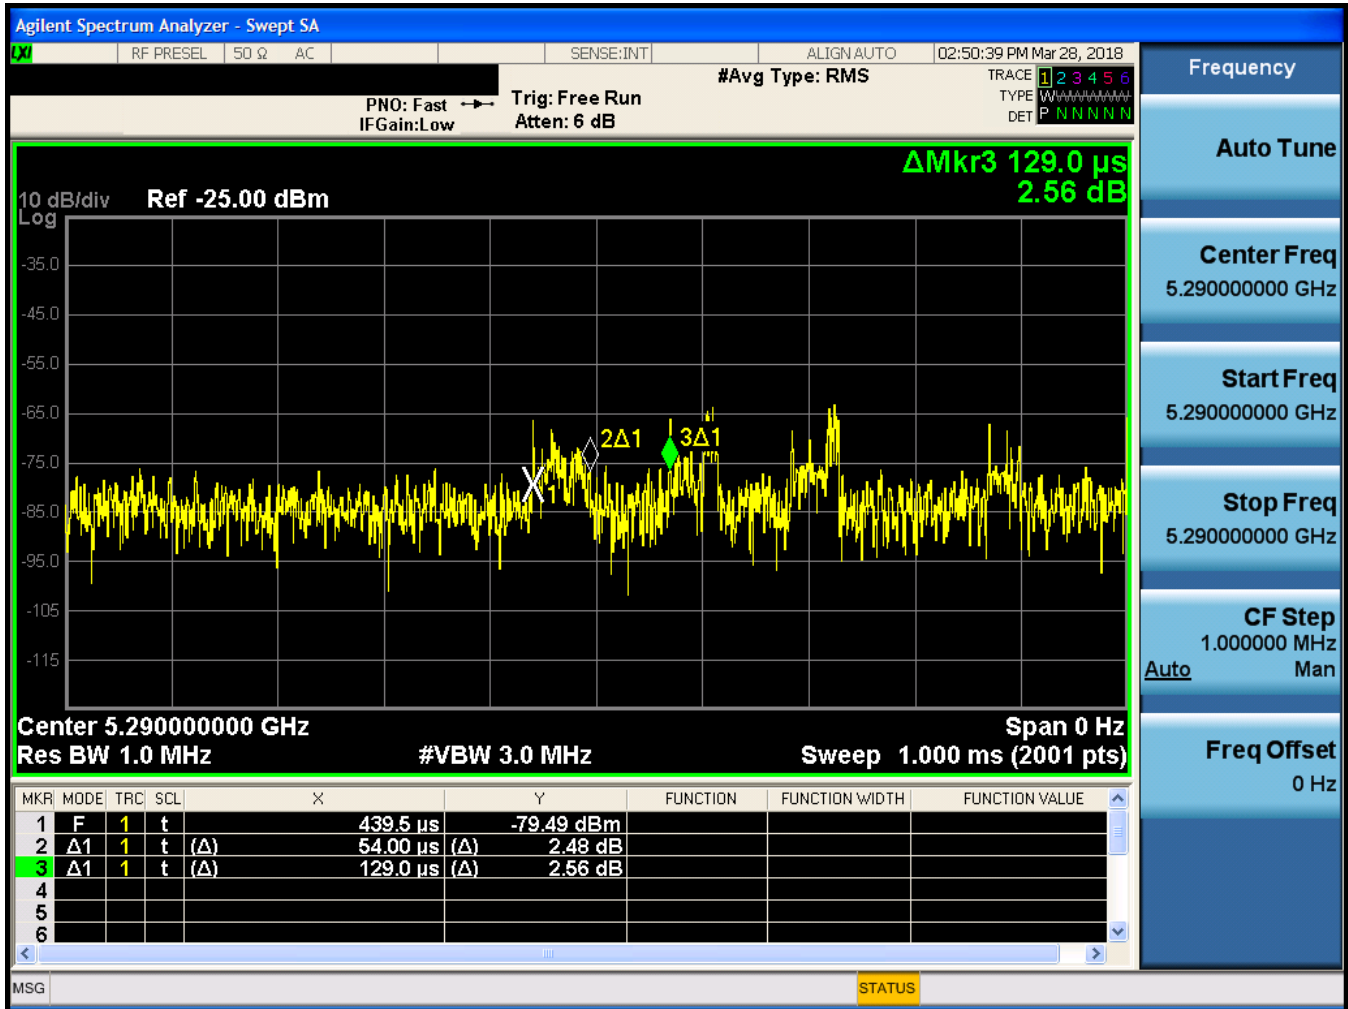 Agilent Spectrum Analyzer - Swept SA
LXI RF PRESEL 50 Ω AC SENSE:INT ALIGN AUTO 02:50:39 PM Mar 28, 2018
#Avg Type: RMS
TRACE 1 2 3 4 5 6
TYPE W
DET P N N N N N
PNO: Fast
IFGain:Low
Trig: Free Run
Atten: 6 dB
ΔMkr3 129.0 µs
2.56 dB
10 dB/div Ref -25.00 dBm
Log
-35.0
-45.0
-55.0
-65.0
-75.0
-85.0
-95.0
-105
-115
1
2Δ1
3Δ1
Center 5.290000000 GHz Span 0 Hz
Res BW 1.0 MHz #VBW 3.0 MHz Sweep 1.000 ms (2001 pts)
MKR MODE TRC SCL X Y FUNCTION FUNCTION WIDTH FUNCTION VALUE
1 F 1 t 439.5 µs -79.49 dBm
2 Δ1 1 t (Δ) 54.00 µs (Δ) 2.48 dB
3 Δ1 1 t (Δ) 129.0 µs (Δ) 2.56 dB
4
5
6
MSG STATUS
Frequency
Auto Tune
Center Freq
5.290000000 GHz
Start Freq
5.290000000 GHz
Stop Freq
5.290000000 GHz
CF Step
1.000000 MHz
Auto Man
Freq Offset
0 Hz